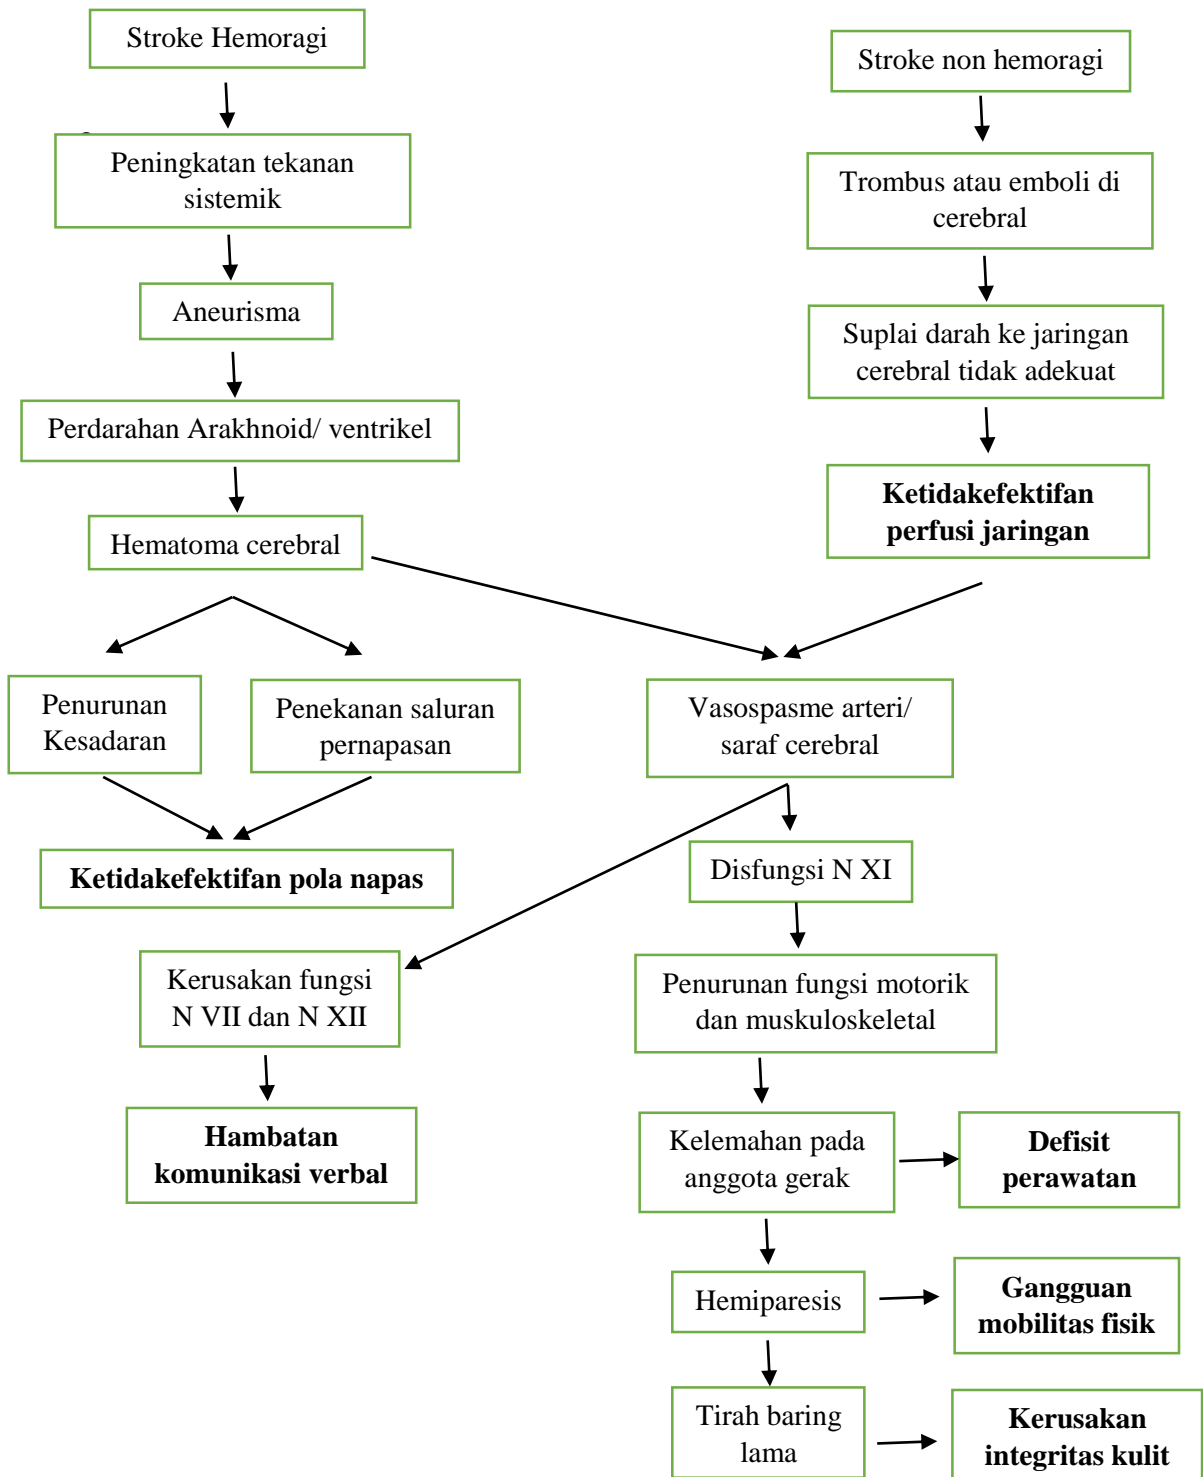 Stroke Hemoragi
Stroke non hemoragi
Peningkatan tekanan
sistemik
Trombus atau emboli di
cerebral
Aneurisma
Suplai darah ke jaringan
cerebral tidak adekuat
Perdarahan Arakhnoid/ ventrikel
Ketidakefektifan
perfusi jaringan
Hematoma cerebral
Penurunan
Kesadaran
Penekanan saluran
pernapasan
Vasospasme arteri/
saraf cerebral
Ketidakefektifan pola napas
Disfungsi N XI
Kerusakan fungsi
N VII dan N XII
Penurunan fungsi motorik
dan muskuloskeletal
Hambatan
komunikasi verbal
Kelemahan pada
anggota gerak
Defisit
perawatan
Hemiparesis
Gangguan
mobilitas fisik
Tirah baring
lama
Kerusakan
integritas kulit